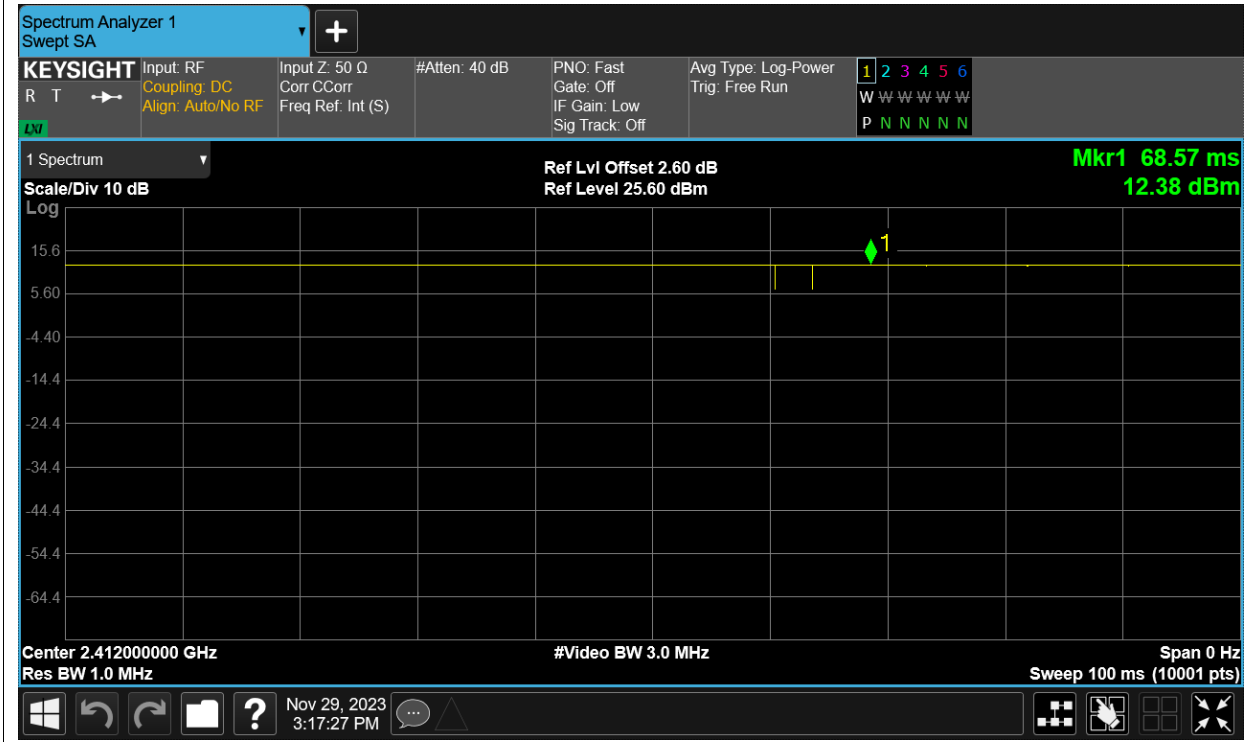 Spectrum Analyzer 1
Swept SA
KEYSIGHT
R T
LXI
Input: RF
Coupling: DC
Align: Auto/No RF
Input Z: 50 Ω
Corr CCorr
Freq Ref: Int (S)
#Atten: 40 dB
PNO: Fast
Gate: Off
IF Gain: Low
Sig Track: Off
Avg Type: Log-Power
Trig: Free Run
1 2 3 4 5 6
W W W W W W
P N N N N N
1 Spectrum
Scale/Div 10 dB
Log
Ref Lvl Offset 2.60 dB
Ref Level 25.60 dBm
Mkr1 68.57 ms
12.38 dBm
1
15.6
5.60
-4.40
-14.4
-24.4
-34.4
-44.4
-54.4
-64.4
Center 2.412000000 GHz
Res BW 1.0 MHz
#Video BW 3.0 MHz
Span 0 Hz
Sweep 100 ms (10001 pts)
?
Nov 29, 2023
3:17:27 PM